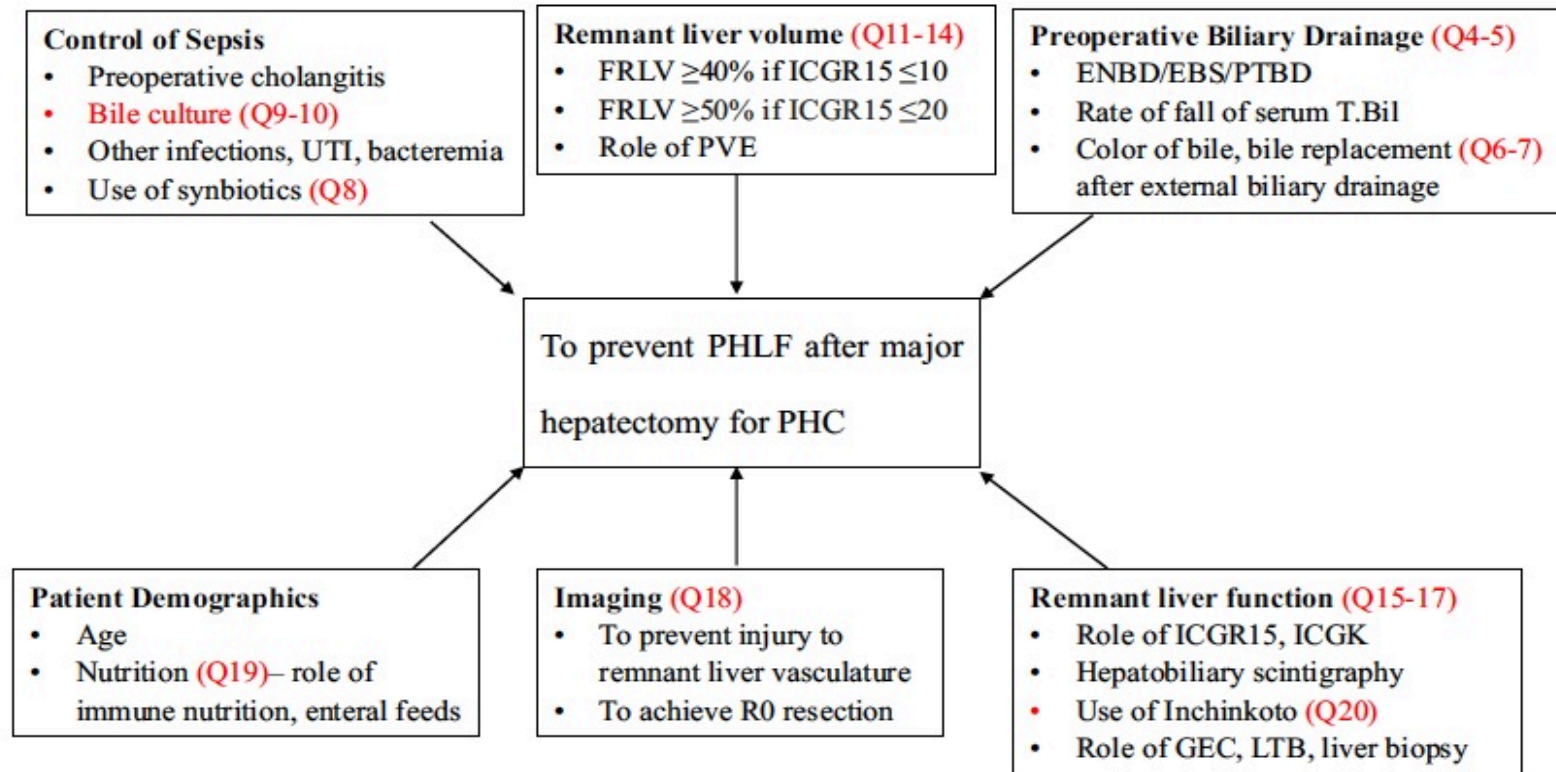 Control of Sepsis
• Preoperative cholangitis
• Bile culture (Q9-10)
• Other infections, UTI, bacteremia
• Use of synbiotics (Q8)
Remnant liver volume (Q11-14)
• FRLV ≥40% if ICGR15 ≤10
• FRLV ≥50% if ICGR15 ≤20
• Role of PVE
Preoperative Biliary Drainage (Q4-5)
• ENBD/EBS/PTBD
• Rate of fall of serum T.Bil
• Color of bile, bile replacement (Q6-7)
after external biliary drainage
To prevent PHLF after major
hepatectomy for PHC
Patient Demographics
• Age
• Nutrition (Q19)– role of
immune nutrition, enteral feeds
Imaging (Q18)
• To prevent injury to
remnant liver vasculature
• To achieve R0 resection
Remnant liver function (Q15-17)
• Role of ICGR15, ICGK
• Hepatobiliary scintigraphy
• Use of Inchinkoto (Q20)
• Role of GEC, LTB, liver biopsy